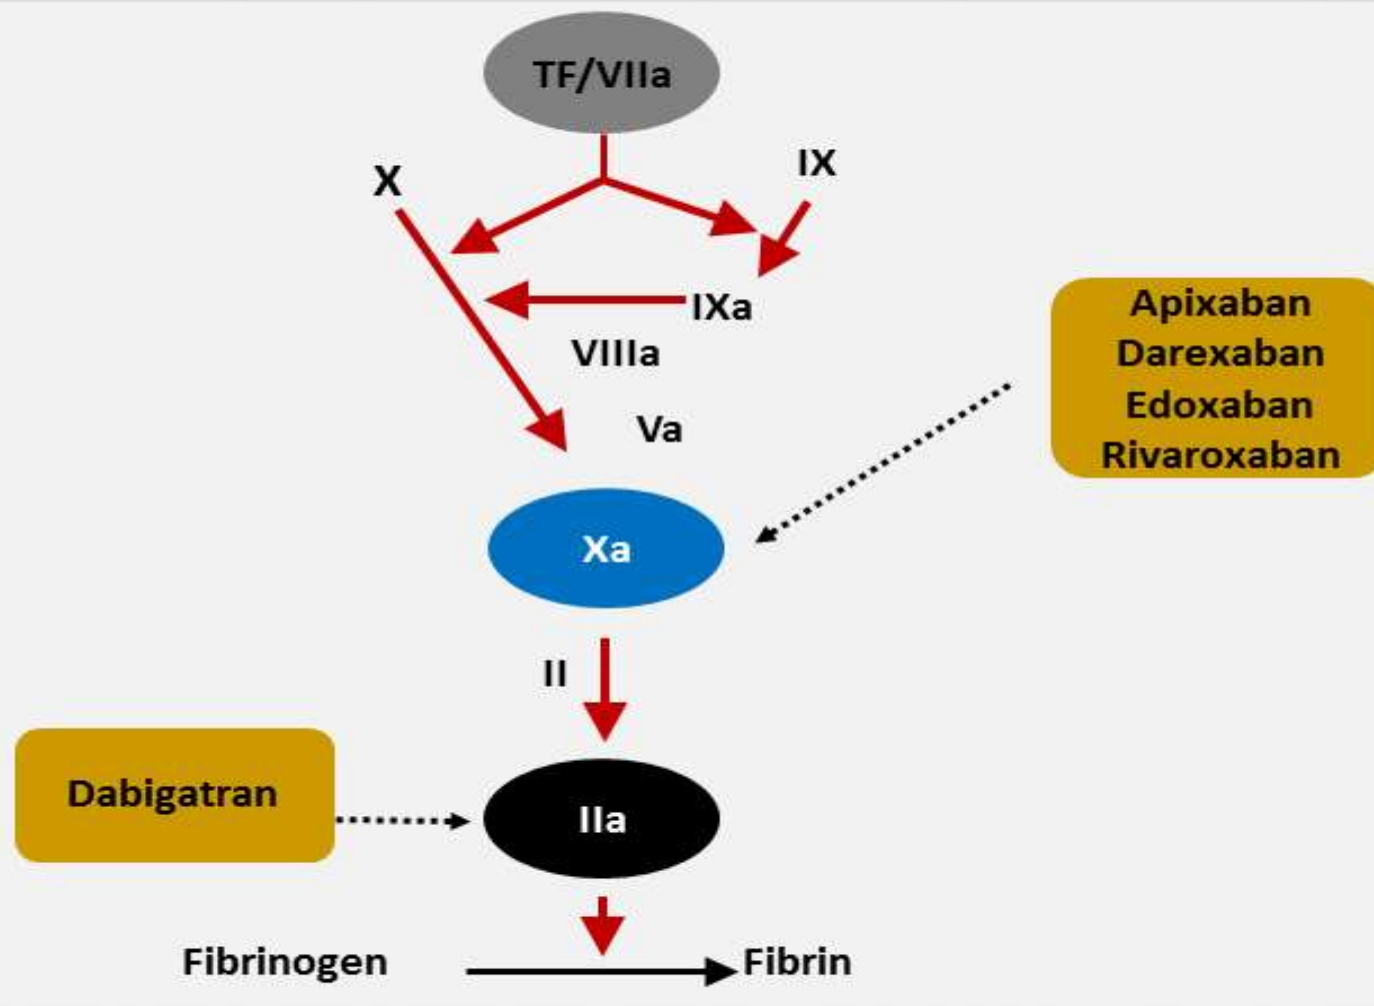 TF/VIIa
X
IX
IXa
VIIIa
Va
Apixaban
Darexaban
Edoxaban
Rivaroxaban
Xa
II
Dabigatran
IIa
Fibrinogen
Fibrin